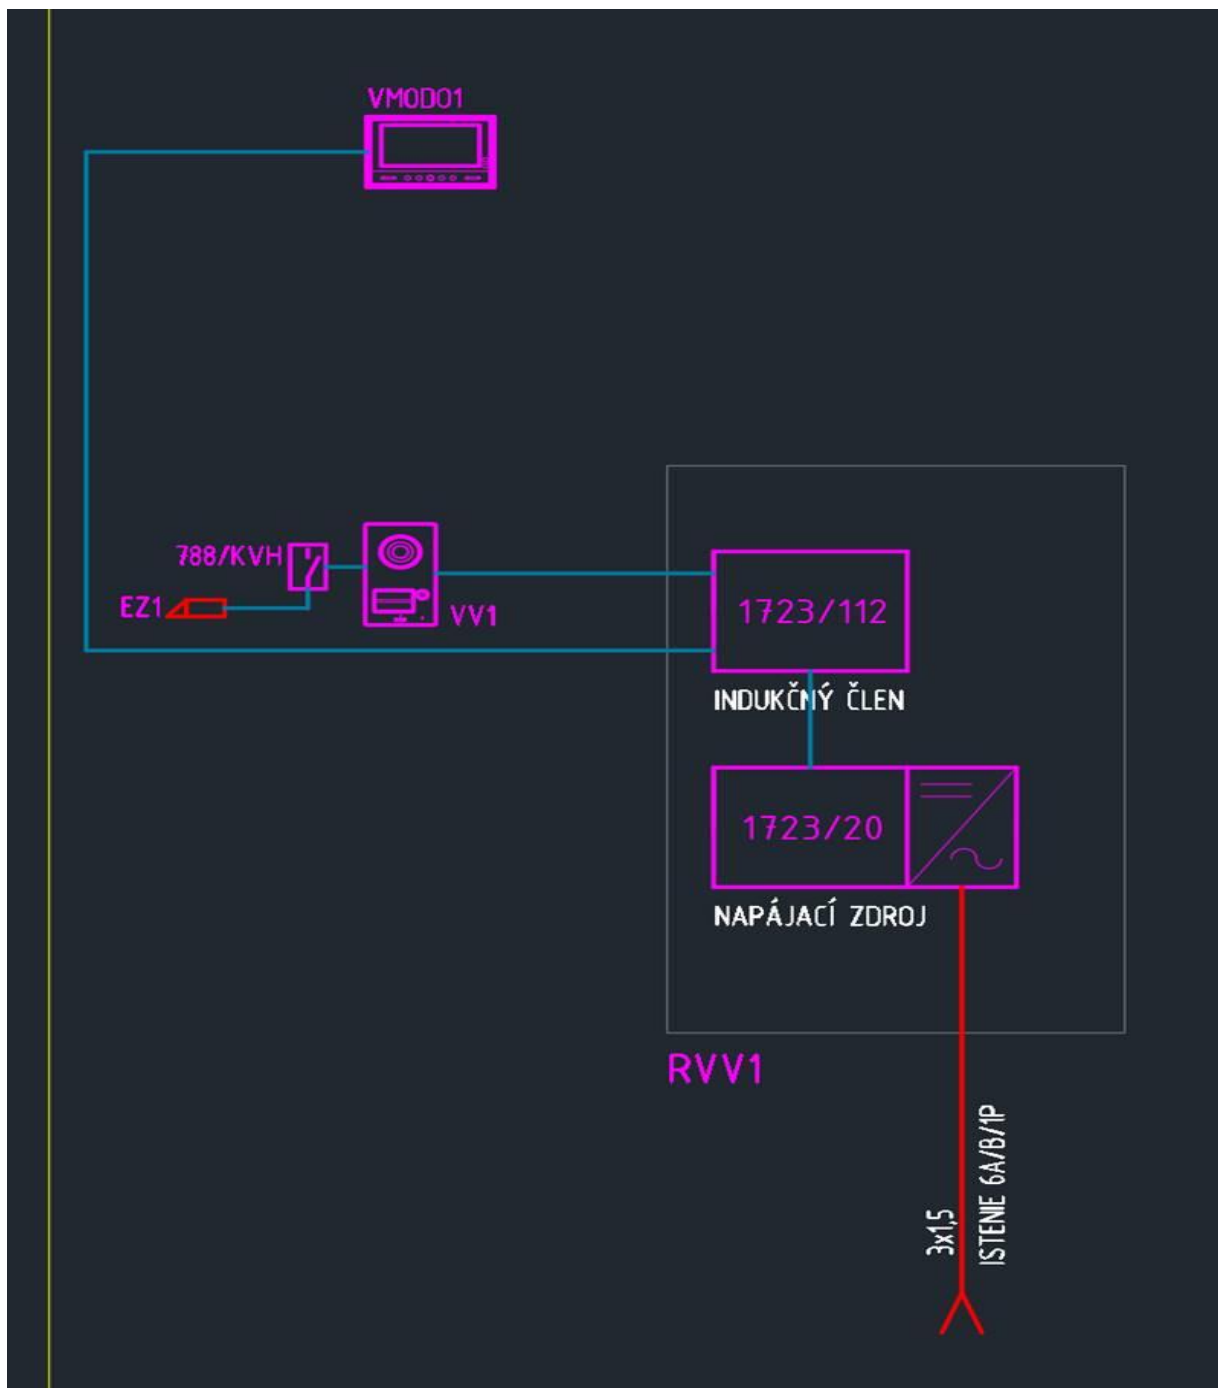 VMODO1
788/KVH
EZ1
VV1
1723/112
INDUKČNÝ ČLEN
1723/20
NAPÁJACÍ ZDROJ
RVV1
3x1,5
ISTENIE 6A/B/1P